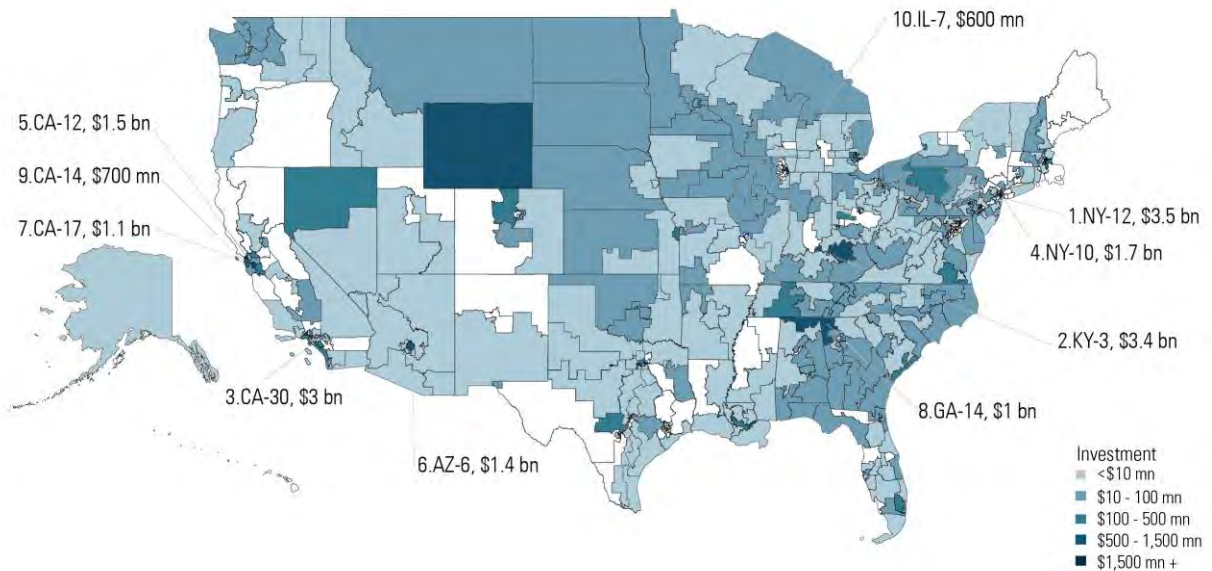 10.IL-7, $600 mn
5.CA-12, $1.5 bn
9.CA-14, $700 mn
7.CA-17, $1.1 bn
1.NY-12, $3.5 bn
4.NY-10, $1.7 bn
2.KY-3, $3.4 bn
3.CA-30, $3 bn
8.GA-14, $1 bn
6.AZ-6, $1.4 bn
Investment
<$10 mn
$10 - 100 mn
$100 - 500 mn
$500 - 1,500 mn
$1,500 mn +